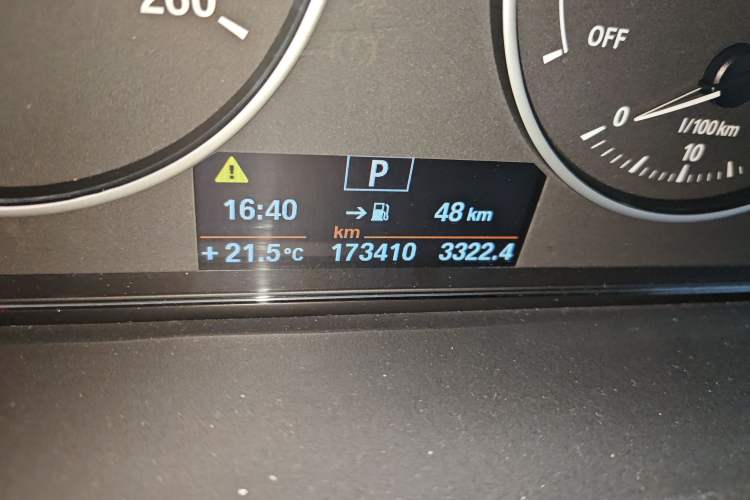 260
OFF
0
l/100km
10
P
16:40 → 48 km
km
+ 21.5°C 173410 3322.4